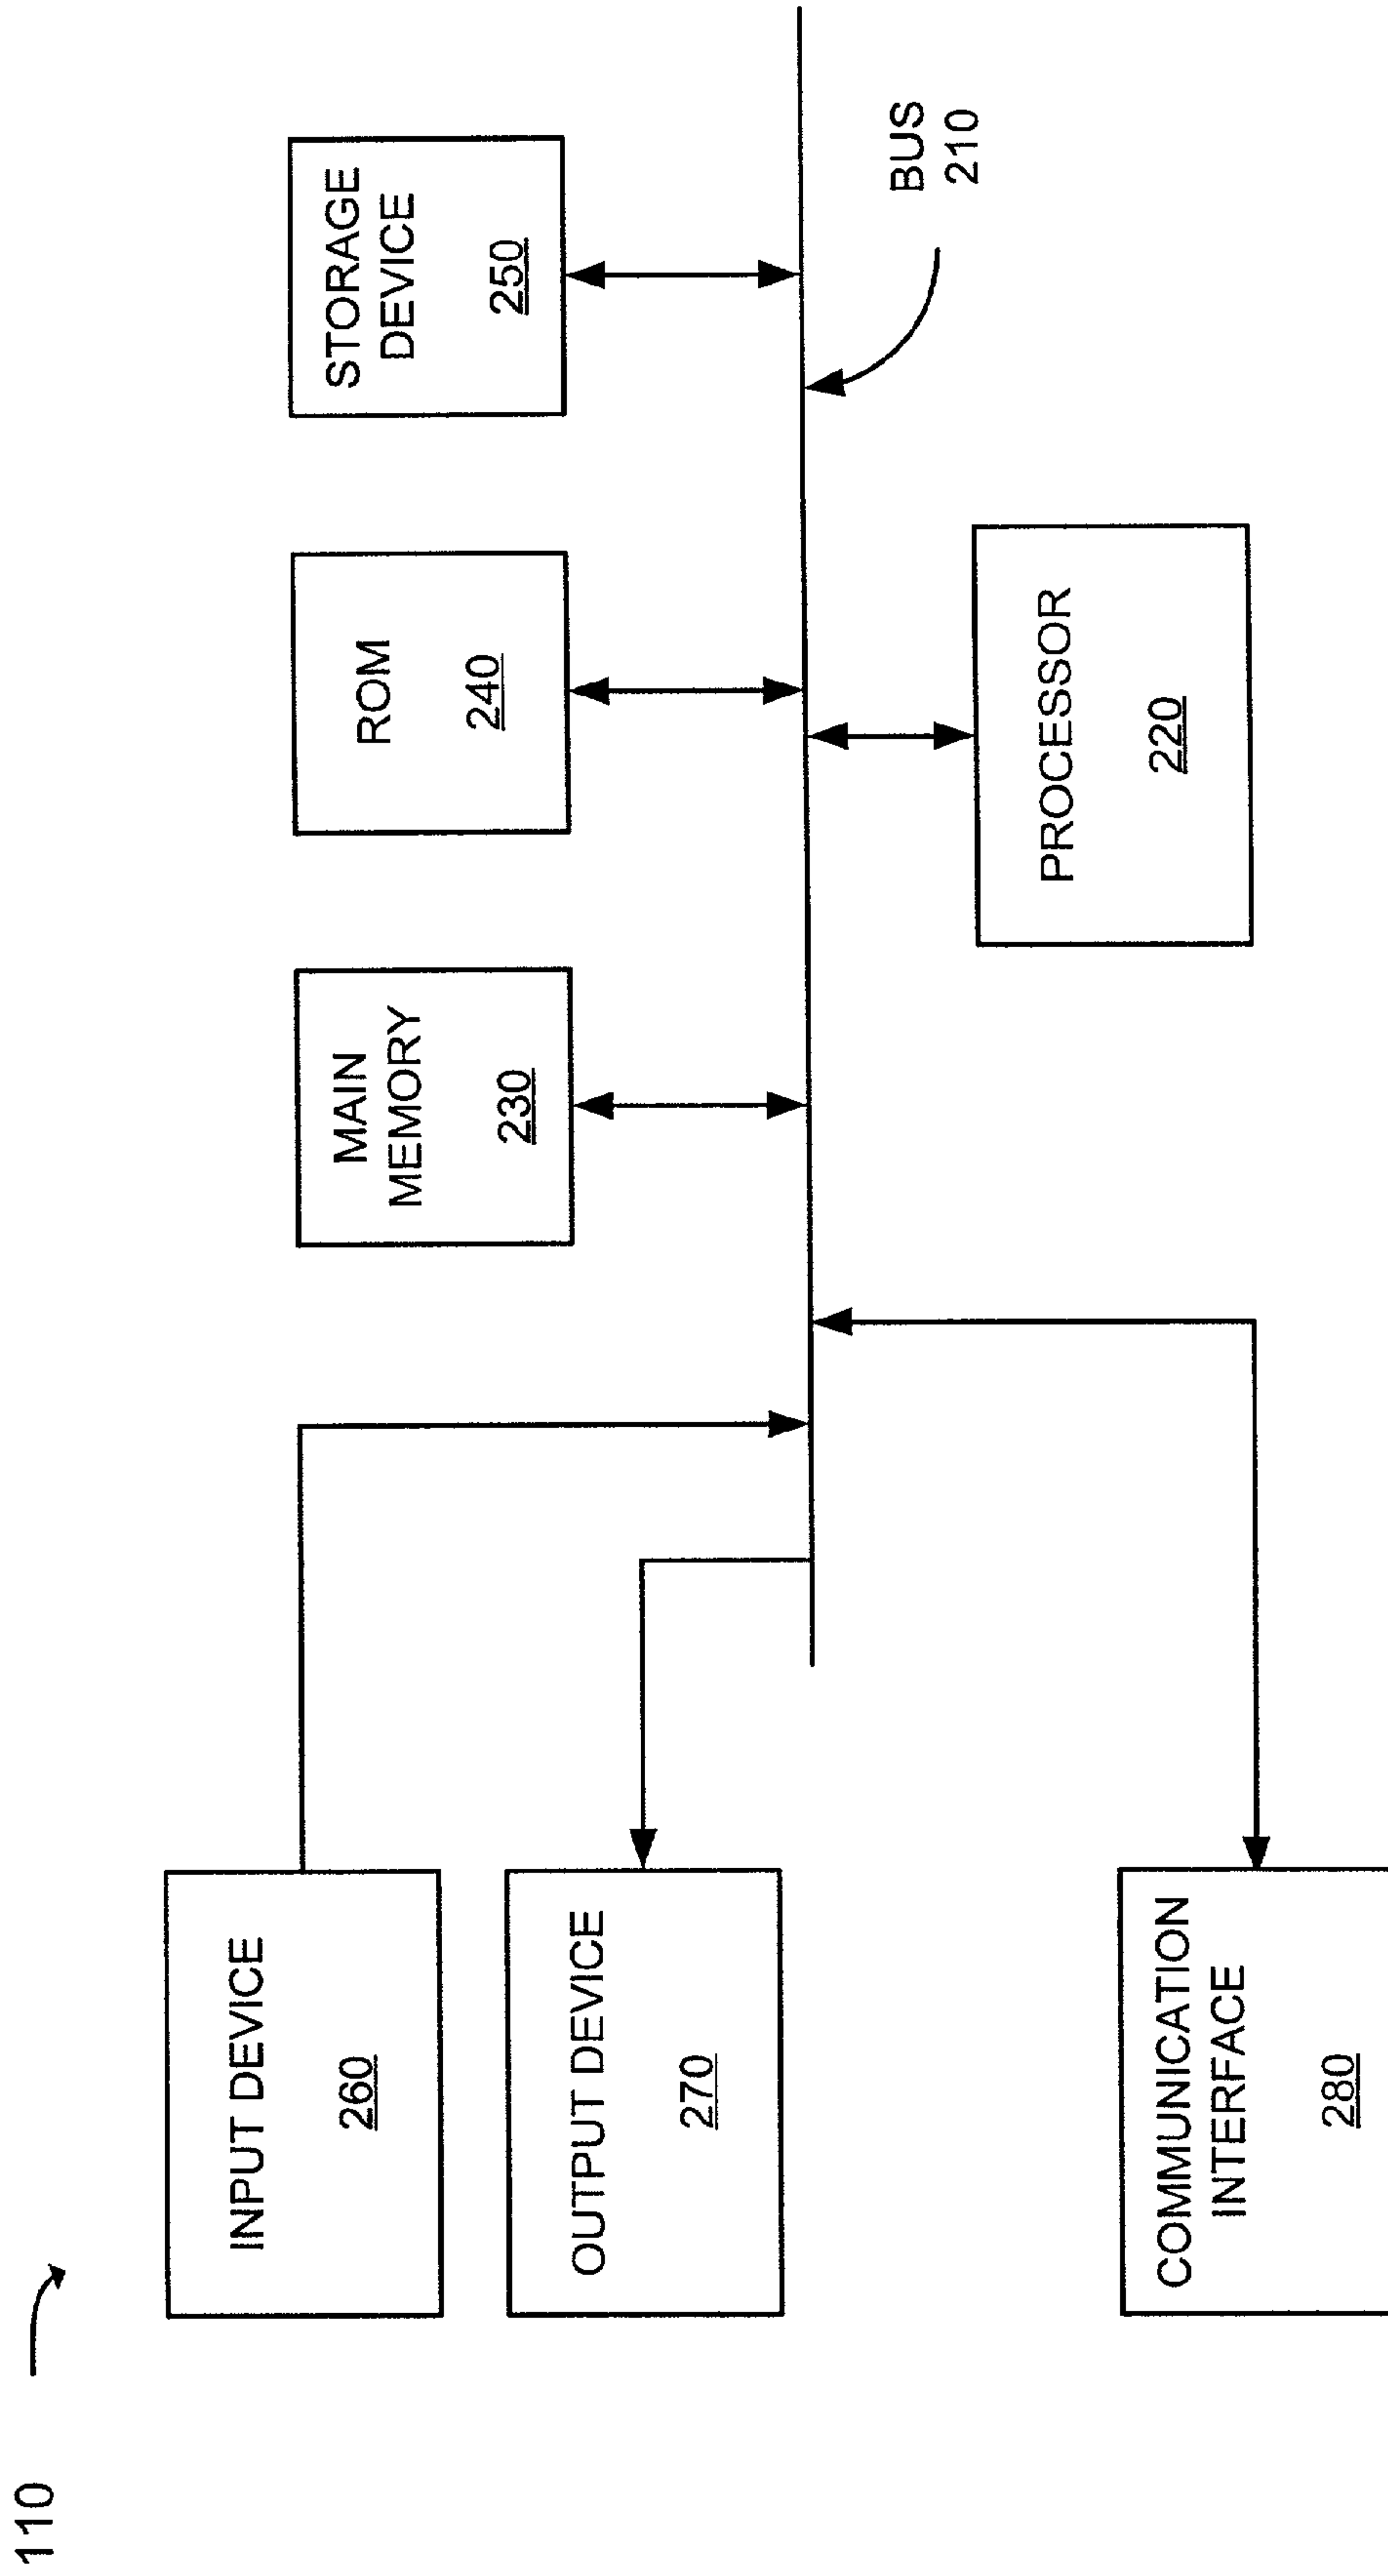 110
INPUT DEVICE
260
OUTPUT DEVICE
270
COMMUNICATION
INTERFACE
280
MAIN
MEMORY
230
ROM
240
STORAGE
DEVICE
250
PROCESSOR
220
BUS
210